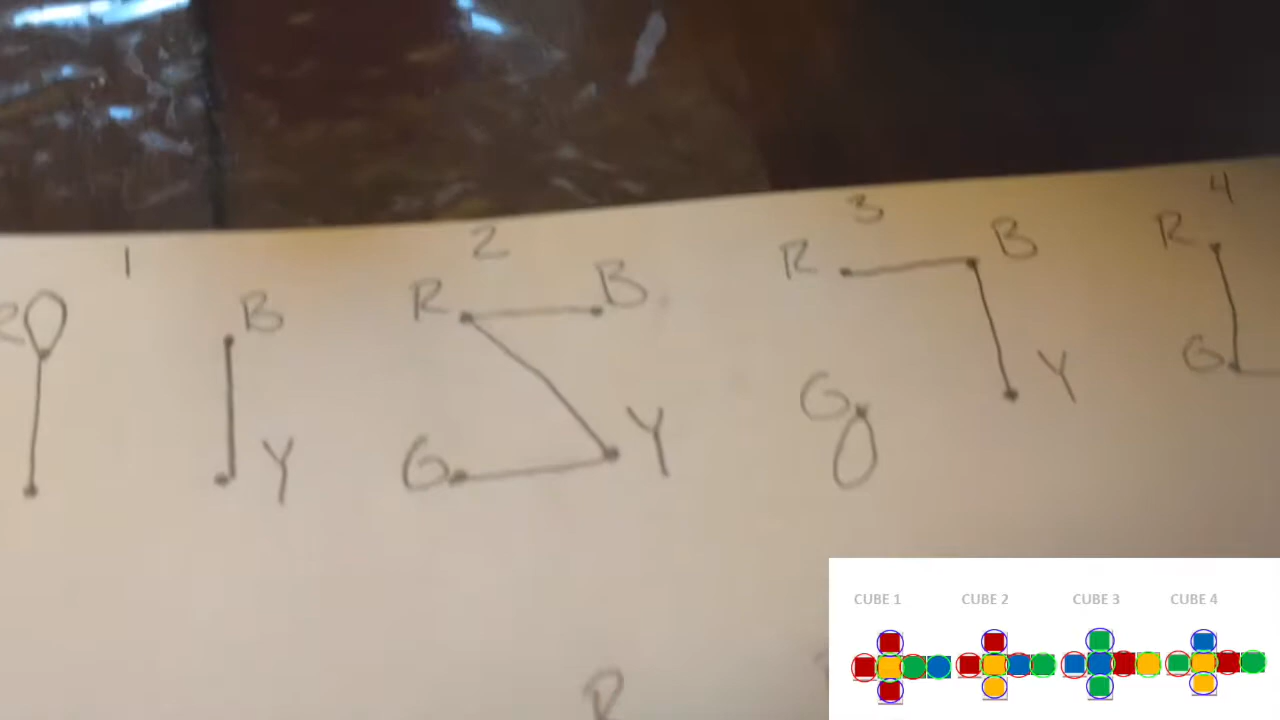 1 2 3 4
R B R B R B R
Y G Y G Y G
R
CUBE 1 CUBE 2 CUBE 3 CUBE 4